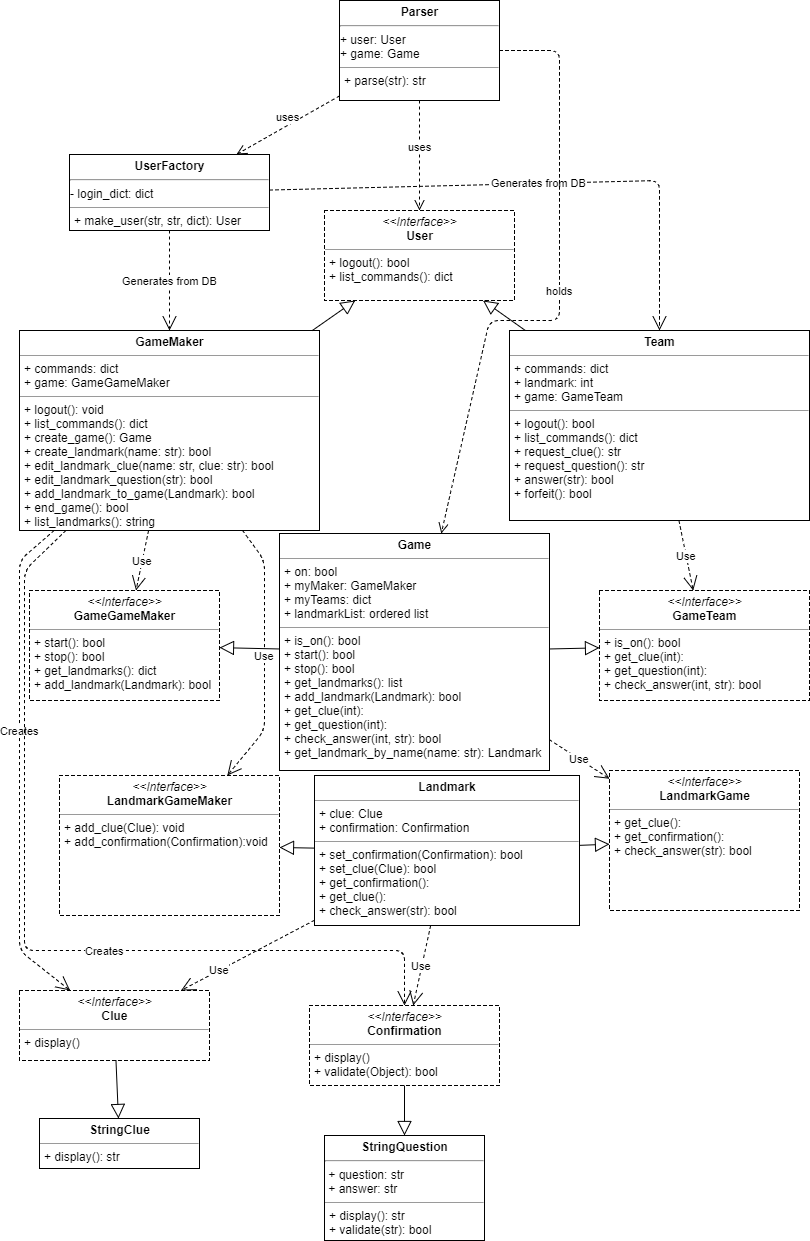 Parser
+ user: User
+ game: Game
+ parse(str): str
uses
uses
UserFactory
- login_dict: dict
+ make_user(str, str, dict): User
Generates from DB
<<Interface>>
User
+ logout(): bool
+ list_commands(): dict
Generates from DB
holds
GameMaker
+ commands: dict
+ game: GameGameMaker
+ logout(): void
+ list_commands(): dict
+ create_game(): Game
+ create_landmark(name: str): bool
+ edit_landmark_clue(name: str, clue: str): bool
+ edit_landmark_question(str): bool
+ add_landmark_to_game(Landmark): bool
+ end_game(): bool
+ list_landmarks(): string
Team
+ commands: dict
+ landmark: int
+ game: GameTeam
+ logout(): bool
+ list_commands(): dict
+ request_clue(): str
+ request_question(): str
+ answer(str): bool
+ forfeit(): bool
Use
Use
Game
+ on: bool
+ myMaker: GameMaker
+ myTeams: dict
+ landmarkList: ordered list
+ is_on(): bool
+ start(): bool
+ stop(): bool
+ get_landmarks(): list
+ add_landmark(Landmark): bool
+ get_clue(int):
+ get_question(int):
+ check_answer(int, str): bool
+ get_landmark_by_name(name: str): Landmark
<<Interface>>
GameGameMaker
+ start(): bool
+ stop(): bool
+ get_landmarks(): dict
+ add_landmark(Landmark): bool
<<Interface>>
GameTeam
+ is_on(): bool
+ get_clue(int):
+ get_question(int):
+ check_answer(int, str): bool
Use
Creates
Use
<<Interface>>
LandmarkGameMaker
+ add_clue(Clue): void
+ add_confirmation(Confirmation):void
Landmark
+ clue: Clue
+ confirmation: Confirmation
+ set_confirmation(Confirmation): bool
+ set_clue(Clue): bool
+ get_confirmation():
+ get_clue():
+ check_answer(str): bool
<<Interface>>
LandmarkGame
+ get_clue():
+ get_confirmation():
+ check_answer(str): bool
Creates
Use
Use
<<Interface>>
Clue
+ display()
<<Interface>>
Confirmation
+ display()
+ validate(Object): bool
StringClue
+ display(): str
StringQuestion
+ question: str
+ answer: str
+ display(): str
+ validate(str): bool